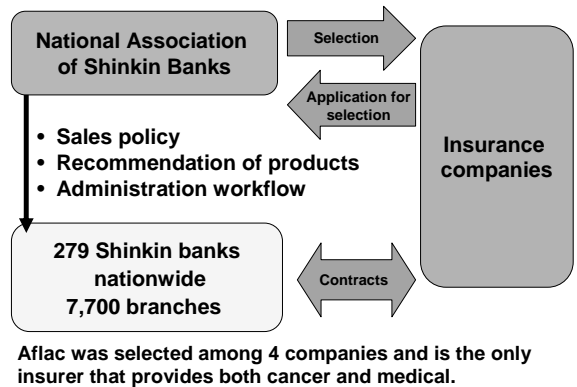 National Association
of Shinkin Banks
Selection
Application for
selection
Insurance
companies
• Sales policy
• Recommendation of products
• Administration workflow
279 Shinkin banks
nationwide
7,700 branches
Contracts
Aflac was selected among 4 companies and is the only
insurer that provides both cancer and medical.